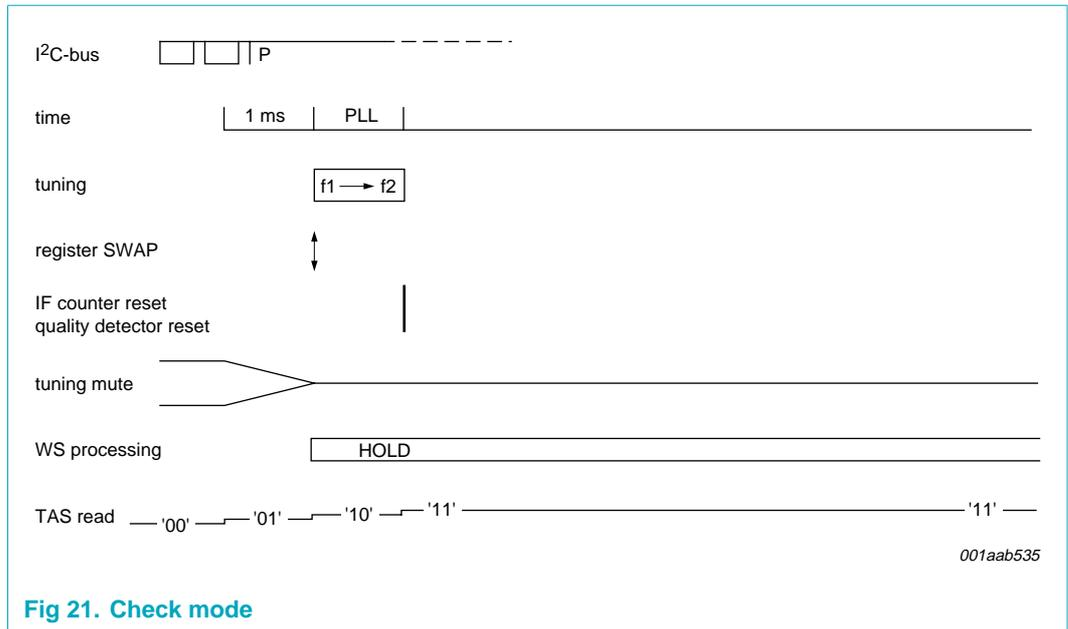 I2C-bus P
time 1 ms PLL
tuning f1 f2
register SWAP
IF counter reset
quality detector reset
tuning mute
WS processing HOLD
TAS read '00' '01' '10' '11' '11'
001aab535
Fig 21. Check mode